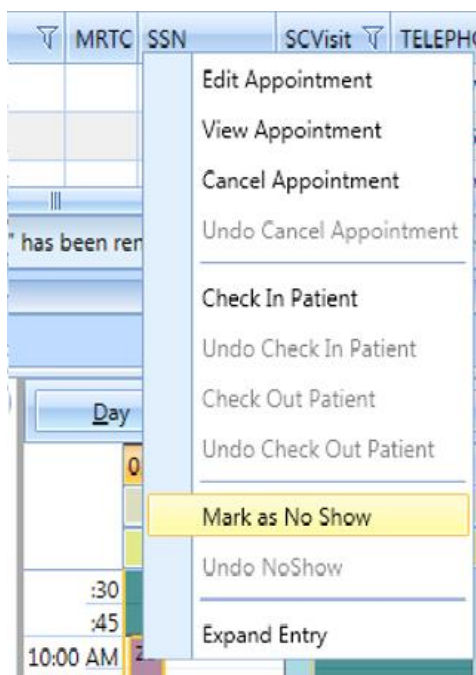 MRTC SSN SCVisit TELEPH
Edit Appointment
View Appointment
Cancel Appointment
Undo Cancel Appointment
" has been ren
Check In Patient
Undo Check In Patient
Check Out Patient
Day
Undo Check Out Patient
0
Mark as No Show
Undo NoShow
:30
:45
Expand Entry
10:00 AM